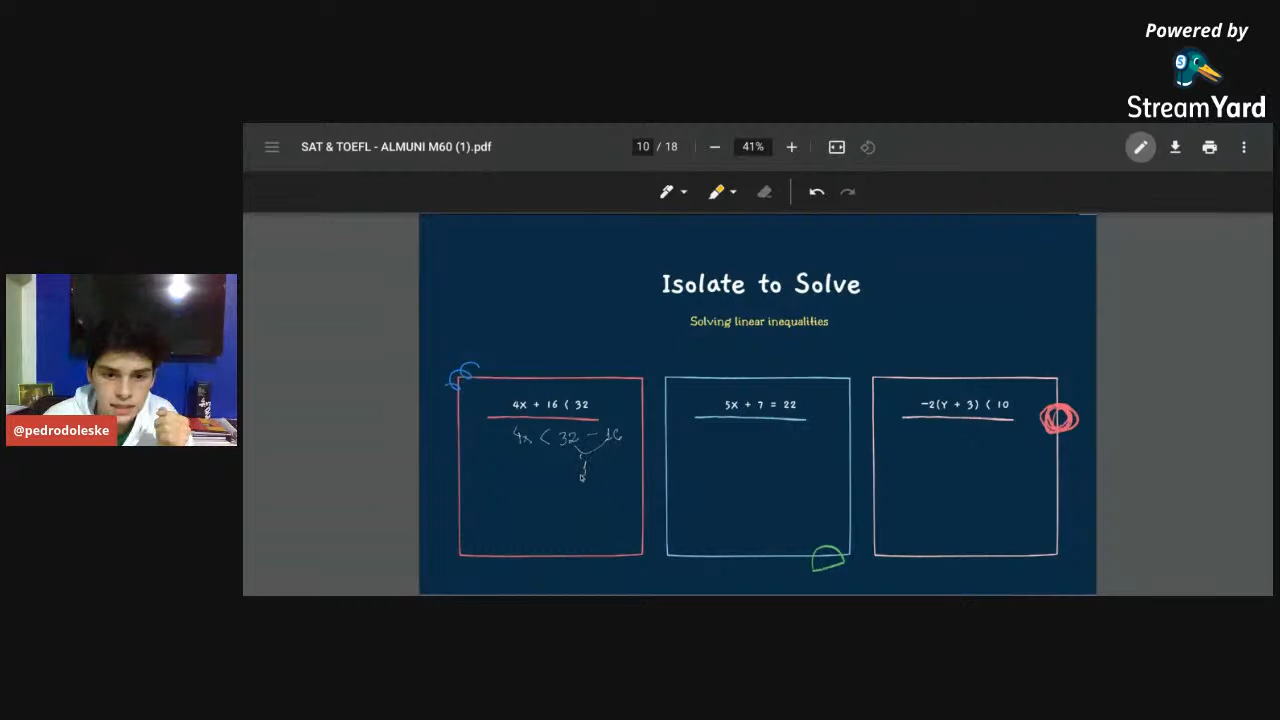 Powered by
StreamYard
SAT & TOEFL - ALMUNI M60 (1).pdf
10 / 18
41%
Isolate to Solve
Solving linear inequalities
4X + 16 < 32
4x < 32 - 16
5X + 7 = 22
-2(Y + 3) < 10
@pedrodoleske